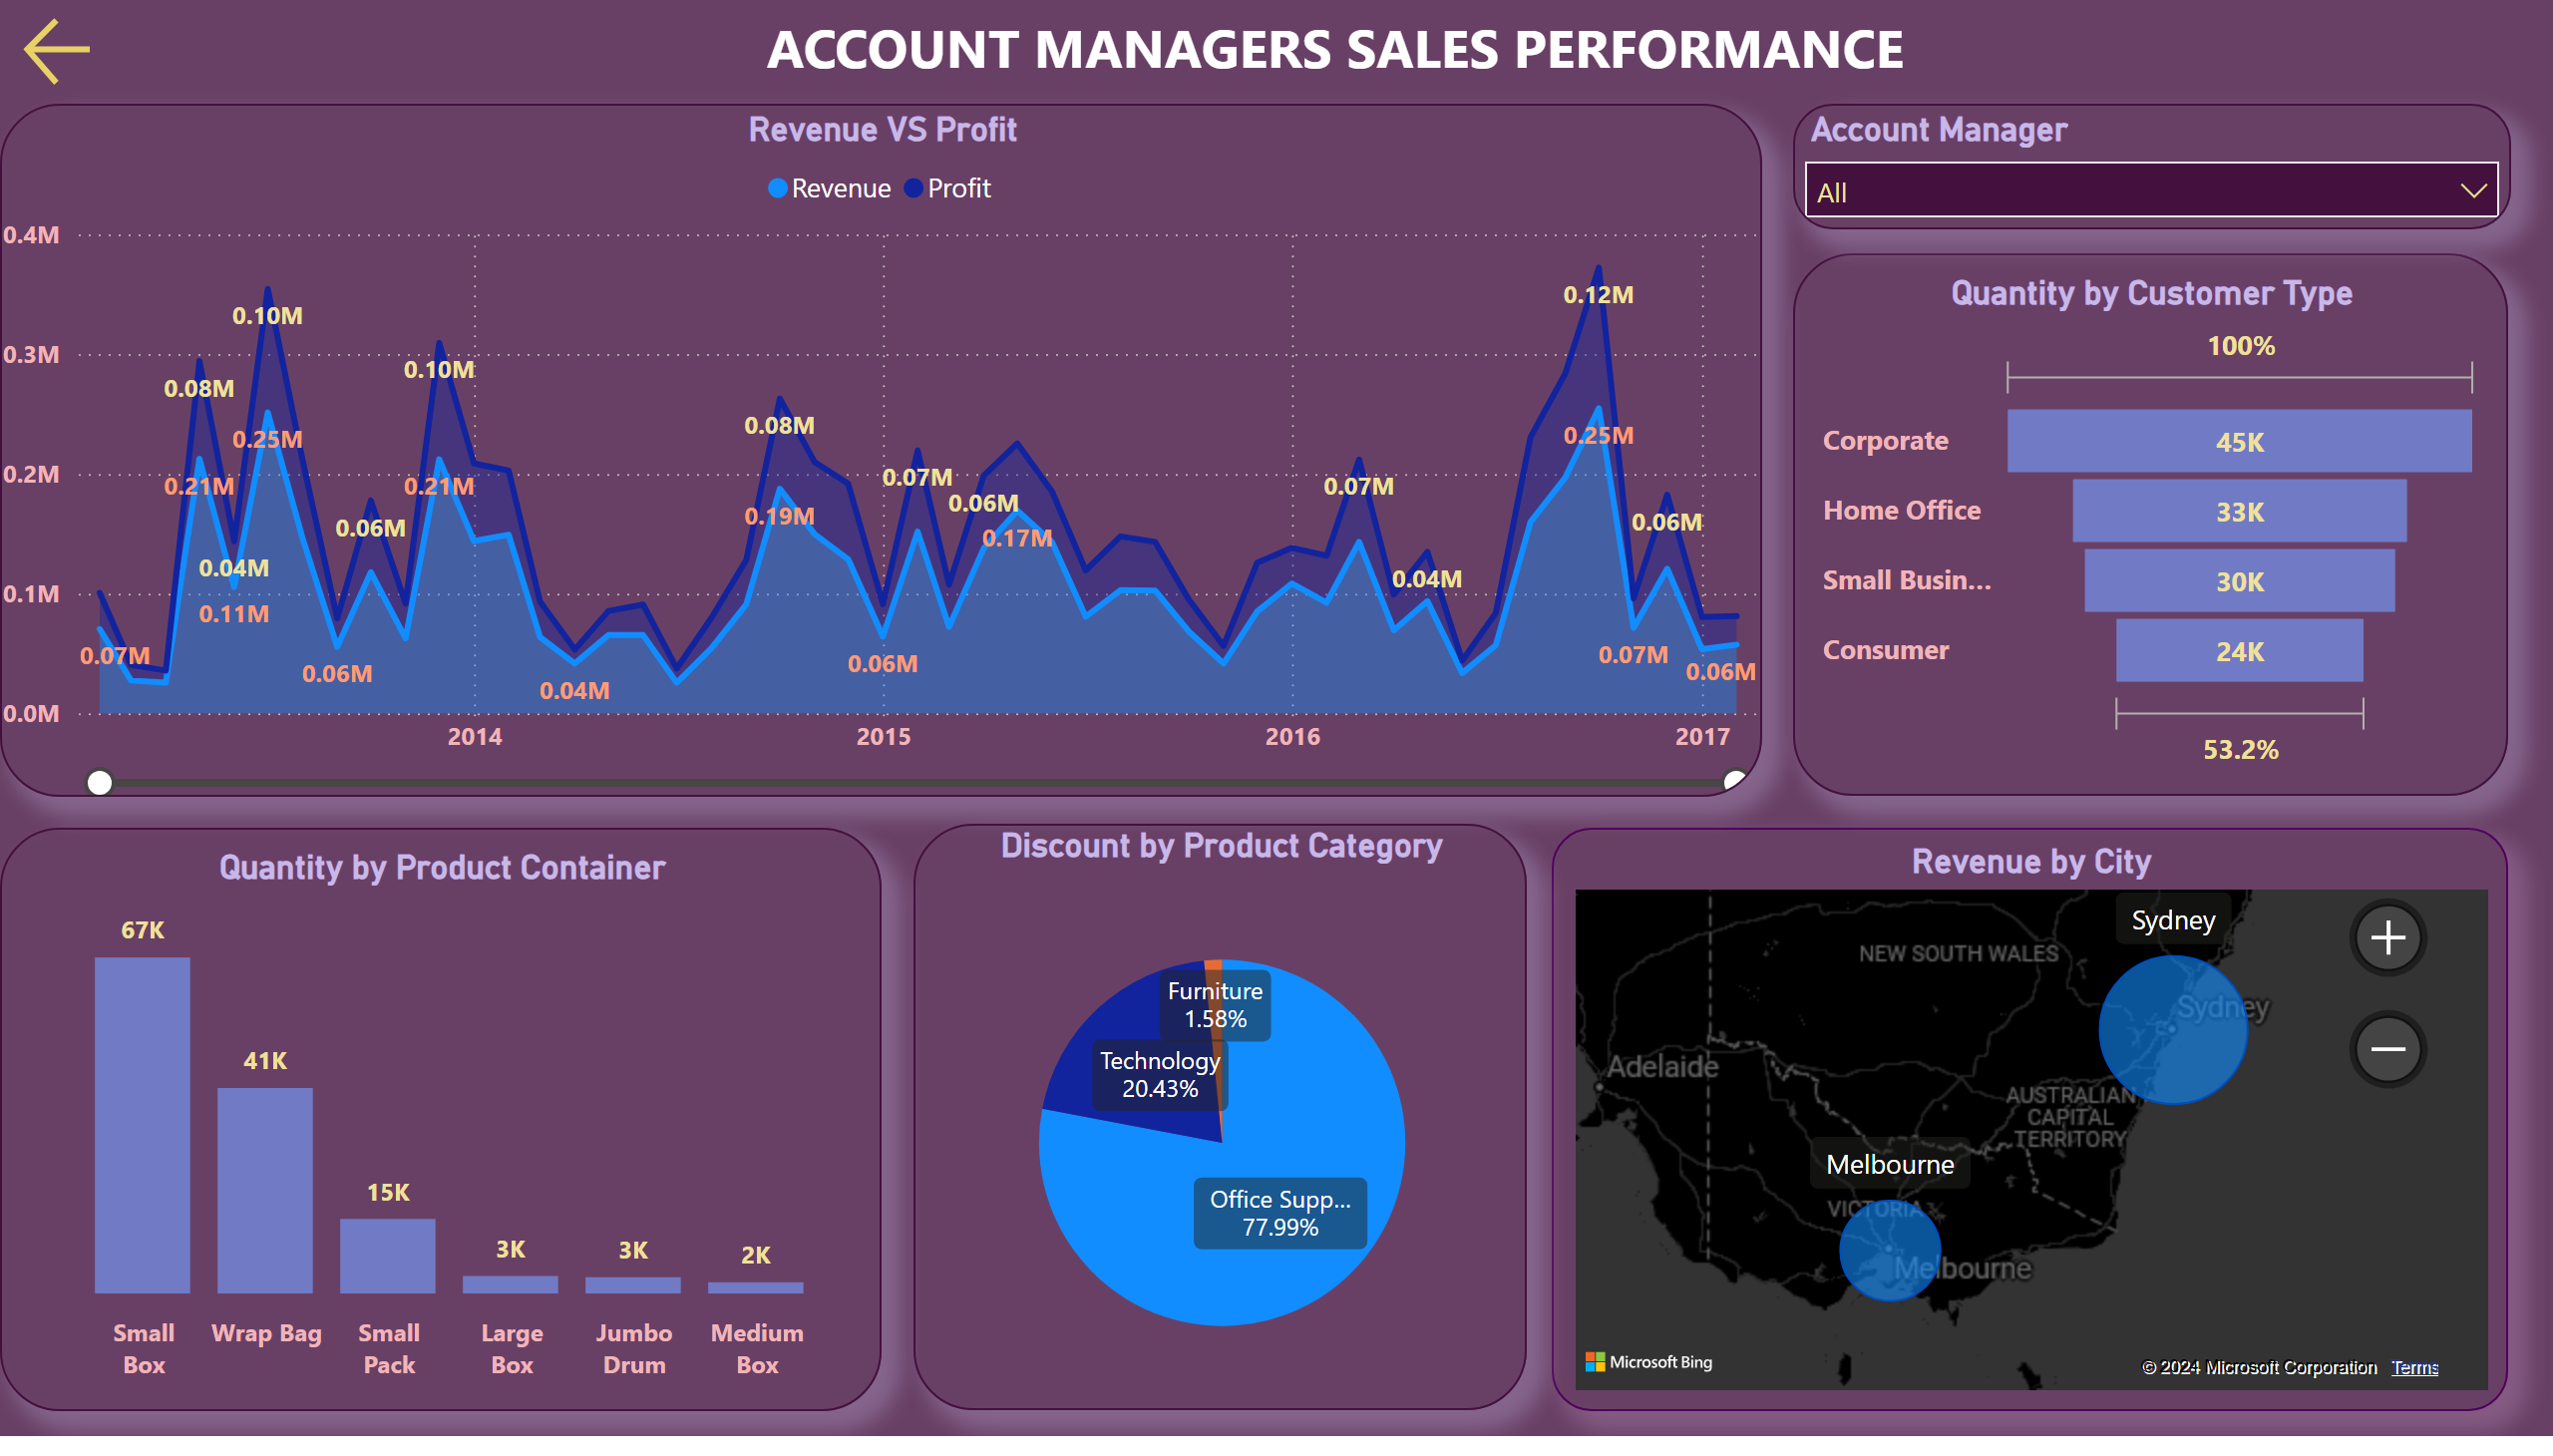 ACCOUNT MANAGERS SALES PERFORMANCE
Revenue VS Profit
Revenue Profit
0.4M
0.3M
0.2M
0.1M
0.0M
0.10M
0.08M
0.25M
0.21M
0.04M
0.11M
0.07M
0.06M
0.06M
0.10M
0.21M
0.04M
0.08M
0.19M
0.06M
0.07M
0.06M
0.17M
0.07M
0.04M
0.12M
0.25M
0.06M
0.07M
0.06M
2014 2015 2016 2017
Account Manager
All
Quantity by Customer Type
100%
Corporate 45K
Home Office 33K
Small Busin... 30K
Consumer 24K
53.2%
Quantity by Product Container
67K
41K
15K
3K
3K
2K
Small Box
Wrap Bag
Small Pack
Large Box
Jumbo Drum
Medium Box
Discount by Product Category
Furniture
1.58%
Technology
20.43%
Office Supp...
77.99%
Revenue by City
Sydney
NEW SOUTH WALES
Sydney
Adelaide
AUSTRALIAN
CAPITAL
TERRITORY
Melbourne
VICTORIA
Melbourne
Microsoft Bing
© 2024 Microsoft Corporation Terms